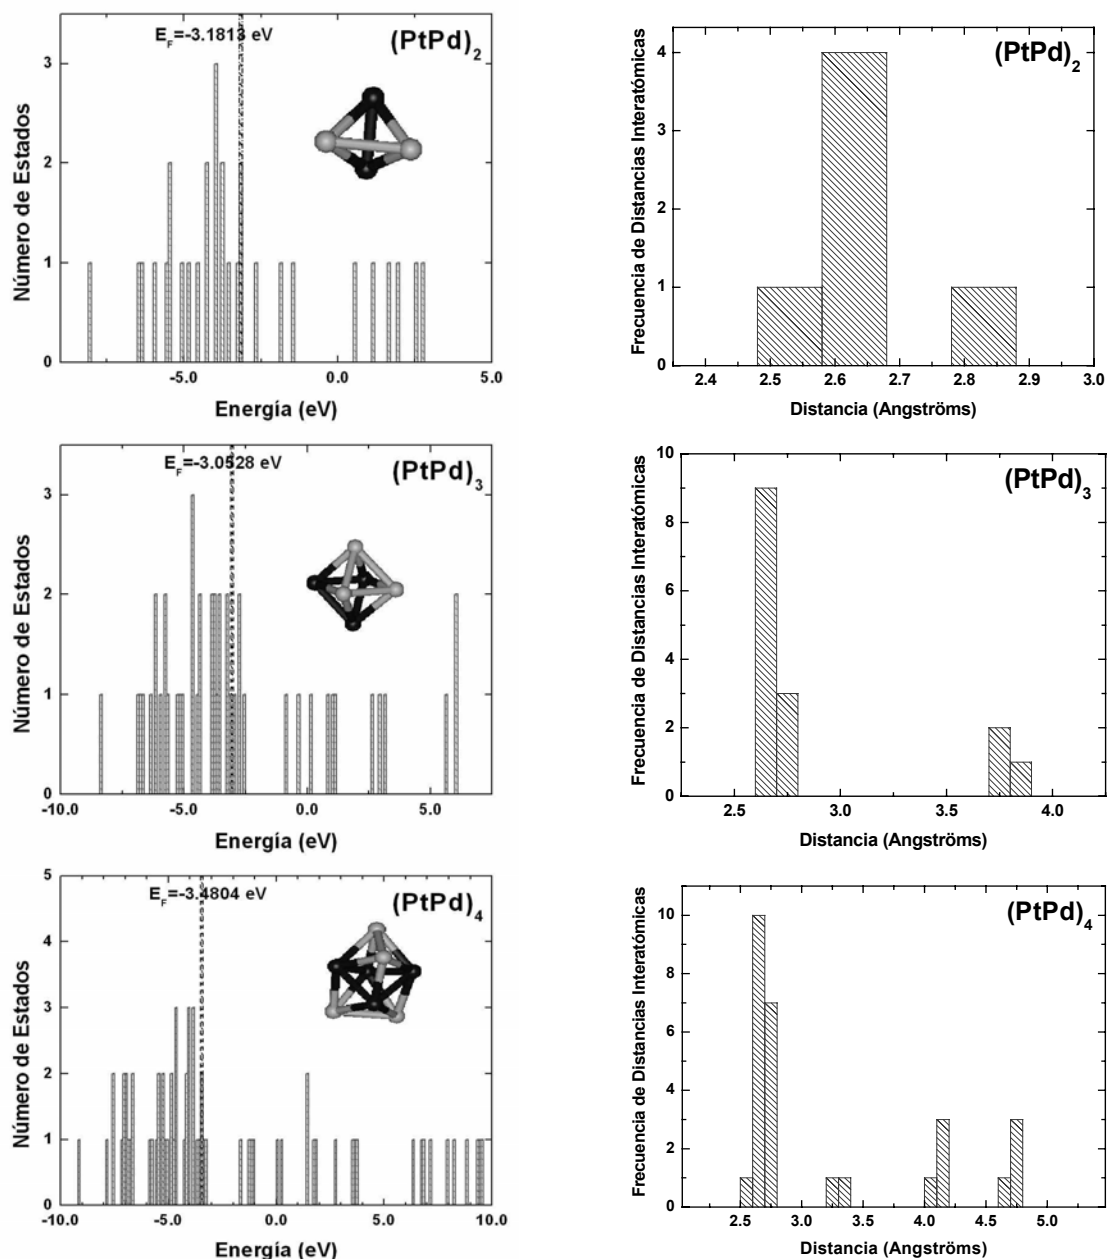 E_F=-3.1813 eV
(PtPd)_2
Número de Estados
3
2
1
0
-5.0 0.0 5.0
Energía (eV)
(PtPd)_2
Frecuencia de Distancias Interatómicas
4
3
2
1
0
2.4 2.5 2.6 2.7 2.8 2.9 3.0
Distancia (Angströms)
E_F=-3.0528 eV
(PtPd)_3
Número de Estados
3
2
1
0
-10.0 -5.0 0.0 5.0
Energía (eV)
(PtPd)_3
Frecuencia de Distancias Interatómicas
10
8
6
4
2
0
2.5 3.0 3.5 4.0
Distancia (Angströms)
E_F=-3.4804 eV
(PtPd)_4
Número de Estados
5
4
3
2
1
0
-10.0 -5.0 0.0 5.0 10.0
Energía (eV)
(PtPd)_4
Frecuencia de Distancias Interatómicas
10
8
6
4
2
0
2.5 3.0 3.5 4.0 4.5 5.0
Distancia (Angströms)